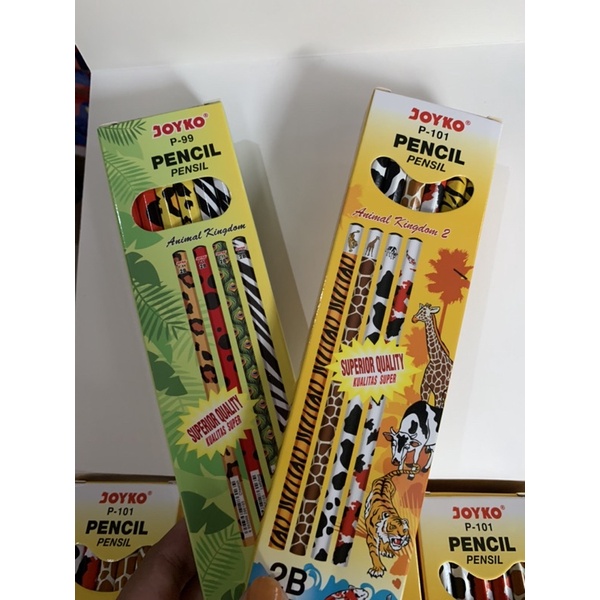 JOYKO®
P-99
PENCIL
PENSIL
Animal Kingdom
SUPERIOR QUALITY
KUALITAS SUPER
JOYKO®
P-101
PENCIL
PENSIL
Animal Kingdom 2
SUPERIOR QUALITY
KUALITAS SUPER
2B
JOYKO®
P-101
PENCIL
PENSIL
JOYKO®
P-101
PENCIL
PENSIL